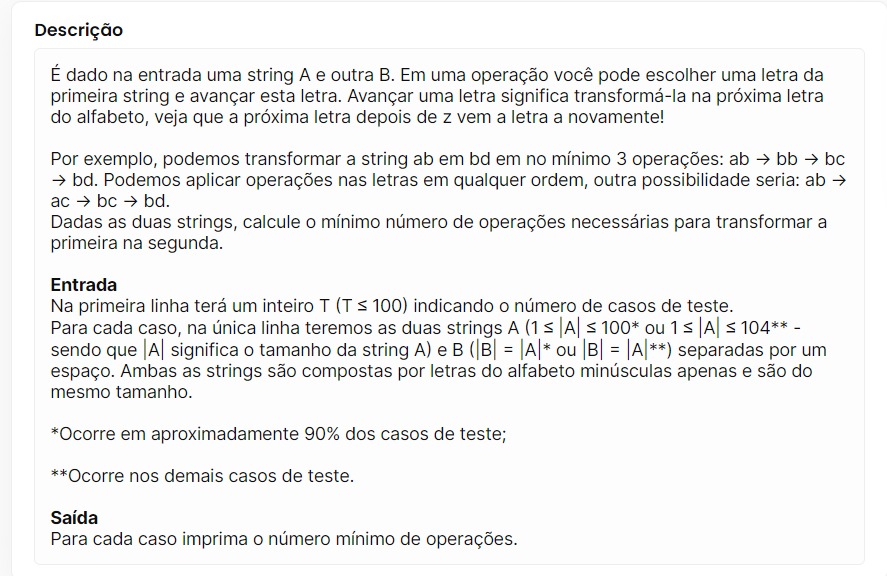 Descrição
É dado na entrada uma string A e outra B. Em uma operação você pode escolher uma letra da
primeira string e avançar esta letra. Avançar uma letra significa transformá-la na próxima letra
do alfabeto, veja que a próxima letra depois de z vem a letra a novamente!
Por exemplo, podemos transformar a string ab em bd em no mínimo 3 operações: ab → bb → bc
→ bd. Podemos aplicar operações nas letras em qualquer ordem, outra possibilidade seria: ab →
ac → bc → bd.
Dadas as duas strings, calcule o mínimo número de operações necessárias para transformar a
primeira na segunda.
Entrada
Na primeira linha terá um inteiro T (T ≤ 100) indicando o número de casos de teste.
Para cada caso, na única linha teremos as duas strings A (1 ≤ |A| ≤ 100* ou 1 ≤ |A| ≤ 104** -
sendo que |A| significa o tamanho da string A) e B (|B| = |A|* ou |B| = |A|**) separadas por um
espaço. Ambas as strings são compostas por letras do alfabeto minúsculas apenas e são do
mesmo tamanho.
*Ocorre em aproximadamente 90% dos casos de teste;
**Ocorre nos demais casos de teste.
Saída
Para cada caso imprima o número mínimo de operações.